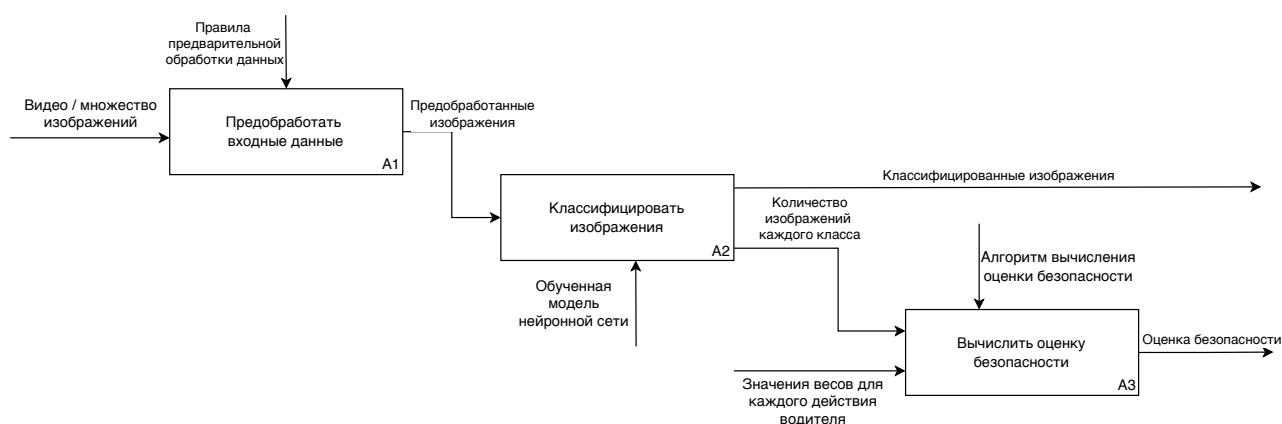 Правила
предварительной
обработки данных
Видео / множество
изображений
Предобработать
входные данные
A1
Предобработанные
изображения
Классифицировать
изображения
A2
Классифицированные изображения
Количество
изображений
каждого класса
Обученная
модель
нейронной сети
Алгоритм вычисления
оценки безопасности
Вычислить оценку
безопасности
A3
Оценка безопасности
Значения весов для
каждого действия
водителя